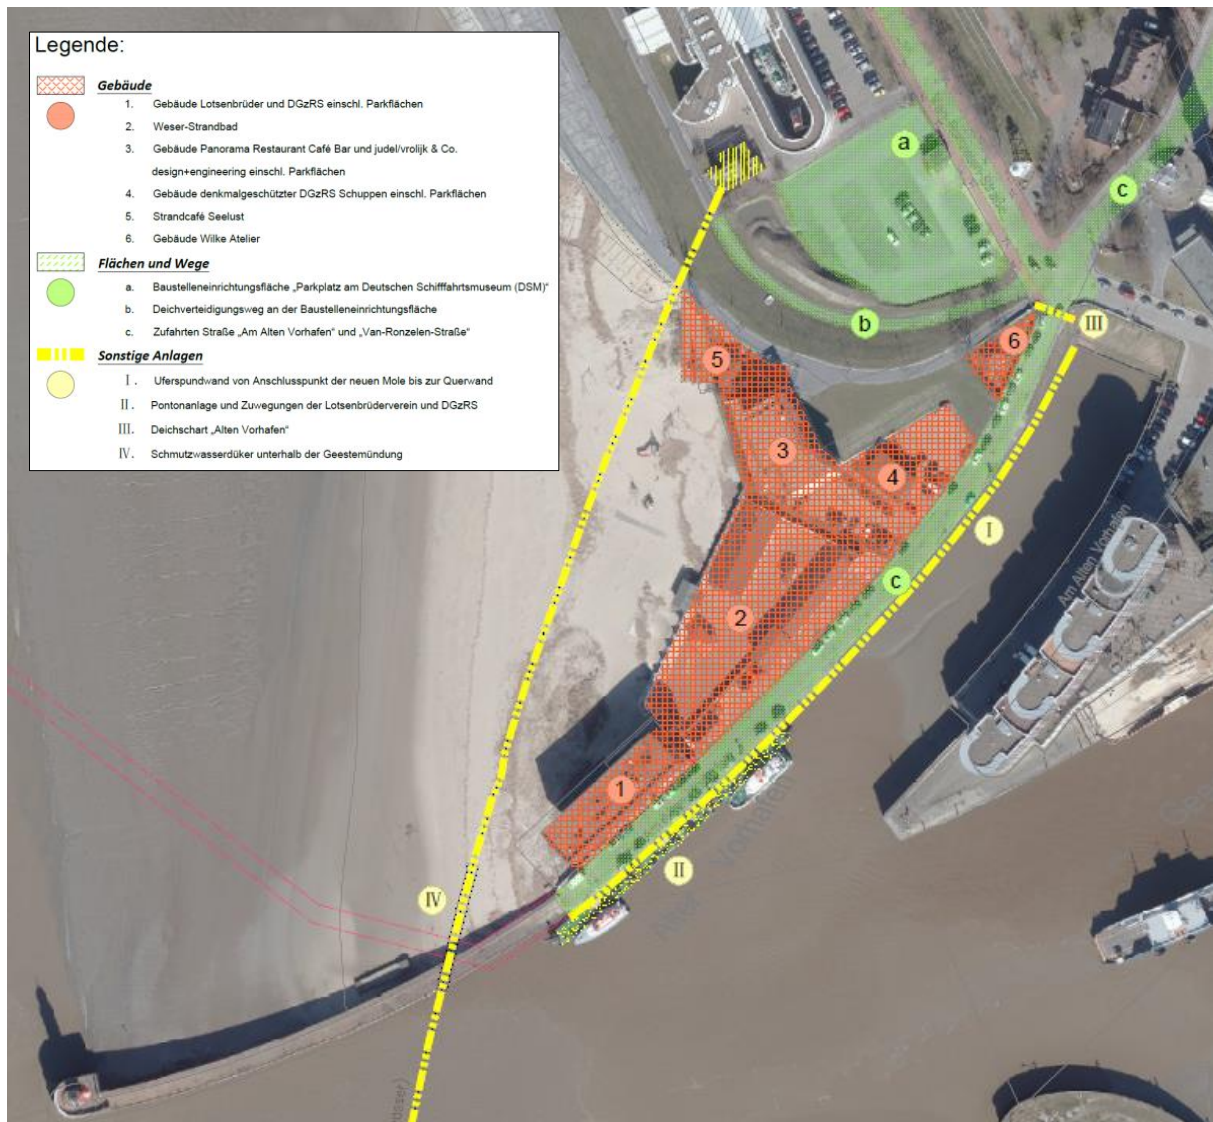 Legende:
Gebäude
1. Gebäude Lotsenbrüder und DGzRS einschl. Parkflächen
2. Weser-Strandbad
3. Gebäude Panorama Restaurant Café Bar und judel/vrolijk & Co.
design+engineering einschl. Parkflächen
4. Gebäude denkmalgeschützter DGzRS Schuppen einschl. Parkflächen
5. Strandcafé Seelust
6. Gebäude Wilke Atelier
Flächen und Wege
a. Baustelleneinrichtungsfläche „Parkplatz am Deutschen Schifffahrtsmuseum (DSM)"
b. Deichverteidigungsweg an der Baustelleneinrichtungsfläche
c. Zufahrten Straße „Am Alten Vorhafen" und „Van-Ronzelen-Straße"
Sonstige Anlagen
I. Uferspundwand von Anschlusspunkt der neuen Mole bis zur Querwand
II. Pontonanlage und Zuwegungen der Lotsenbrüderverein und DGzRS
III. Deichschart „Alten Vorhafen"
IV. Schmutzwasserdüker unterhalb der Geestemündung
a
c
b
III
6
5
3
4
I
Am Alten Vorhafen
c
2
1
II
Alter Vorhafen
IV